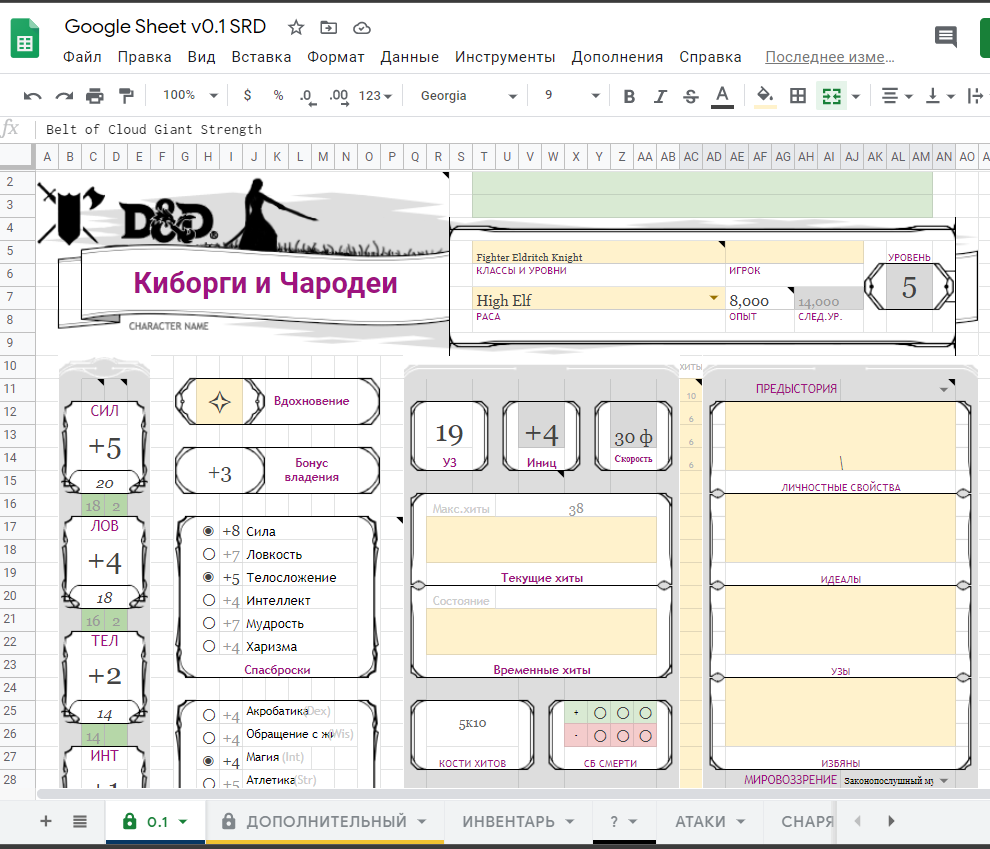 Google Sheet v0.1 SRD
Файл Правка Вид Вставка Формат Данные Инструменты Дополнения Справка Последнее изме…
100% $ % .0 .00 123 Georgia 9 B I S A
fx Belt of Cloud Giant Strength
A B C D E F G H I J K L M N O P Q R S T U V W X Y Z AA AB AC AD AE AF AG AH AI AJ AK AL AM AN AO
2
3
4
5
6
7
8
9
10
11
12
13
14
15
16
17
18
19
20
21
22
23
24
25
26
27
28
D&D
Киборги и Чародеи
CHARACTER NAME
Fighter Eldritch Knight
КЛАССЫ И УРОВНИ ИГРОК
High Elf 8,000 14,000
РАСА ОПЫТ СЛЕД.УР.
УРОВЕНЬ
5
СИЛ
+5
20
18 2
ЛОВ
+4
18
16 2
ТЕЛ
+2
14
14
ИНТ
Вдохновение
+3 Бонус
владения
+8 Сила
+7 Ловкость
+5 Телосложение
+4 Интеллект
+7 Мудрость
+4 Харизма
Спасброски
+4 Акробатика (Dex)
+4 Обращение с жи (Wis)
+4 Магия (Int)
+5 Атлетика (Str)
19
УЗ
+4
Иниц
30 ф
Скорость
Макс.хиты 38
Текущие хиты
Состояние
Временные хиты
5К10
КОСТИ ХИТОВ
+
-
СБ СМЕРТИ
ХИТЫ
10
6
6
6
ПРЕДЫСТОРИЯ
\
ЛИЧНОСТНЫЕ СВОЙСТВА
ИДЕАЛЫ
УЗЫ
ИЗЪЯНЫ
МИРОВОЗЗРЕНИЕ Законопослушный му
0.1 ДОПОЛНИТЕЛЬНЫЙ ИНВЕНТАРЬ ? АТАКИ СНАРЯ